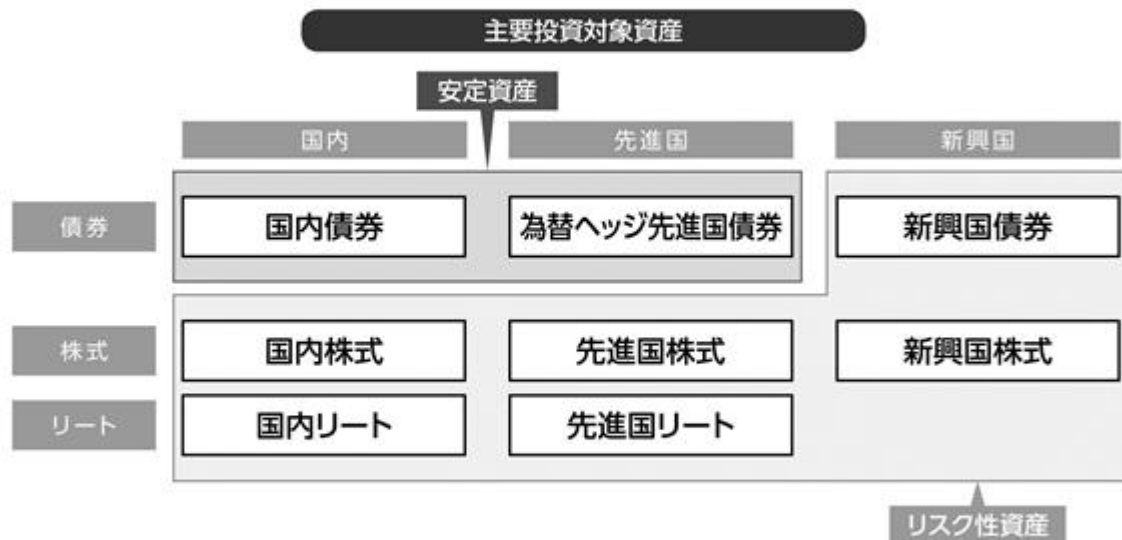 主要投資対象資産
安定資産
国内 先進国 新興国
債券 国内債券 為替ヘッジ先進国債券 新興国債券
株式 国内株式 先進国株式 新興国株式
リート 国内リート 先進国リート
リスク性資産